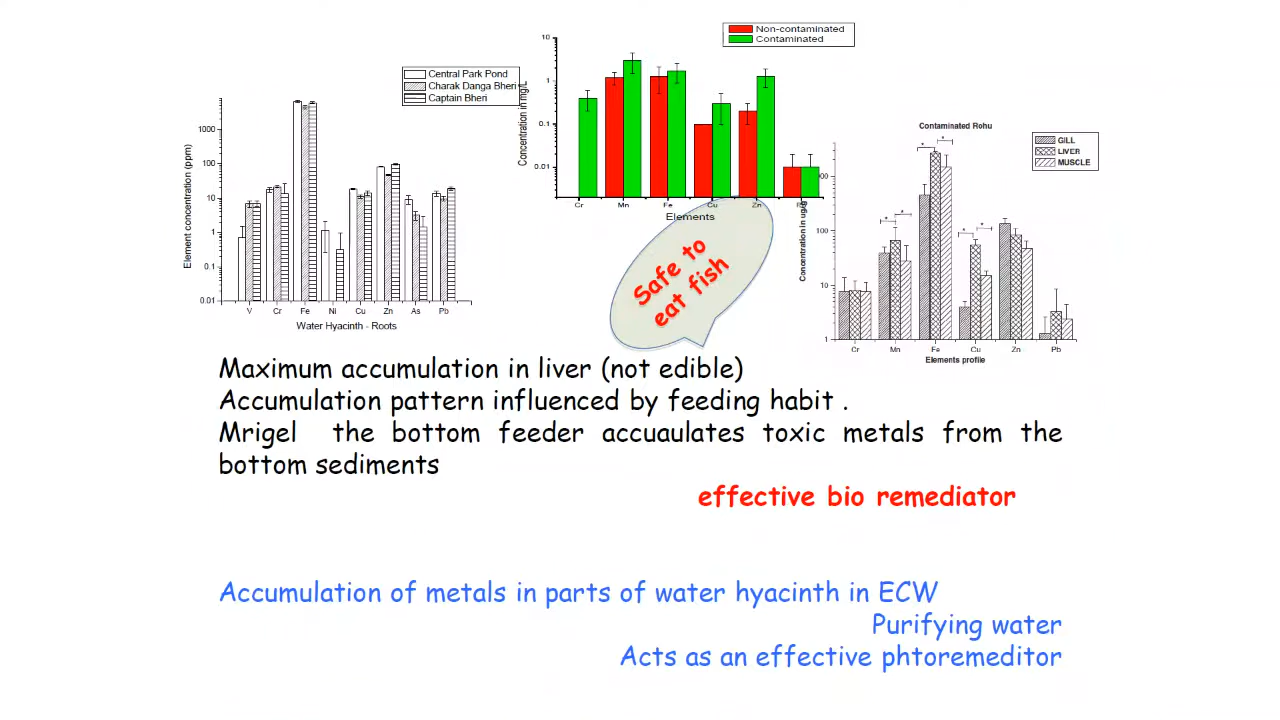 Non-contaminated
Contaminated
10
1
0.1
0.01
Concentration in mg/L
Cr Mn Fe Cu Zn
Elements
Central Park Pond
Charak Danga Bheri
Captain Bheri
1000
100
10
1
0.1
0.01
Element concentration (ppm)
V Cr Fe Ni Cu Zn As Pb
Water Hyacinth - Roots
Contaminated Rohu
GILL
LIVER
MUSCLE
* * * * * *
100
10
1
Concentration in ug/g
Cr Mn Fe Cu Zn Pb
Elements profile
Safe to
eat fish
Maximum accumulation in liver (not edible)
Accumulation pattern influenced by feeding habit .
Mrigel the bottom feeder accuaulates toxic metals from the
bottom sediments
effective bio remediator
Accumulation of metals in parts of water hyacinth in ECW
Purifying water
Acts as an effective phtoremeditor